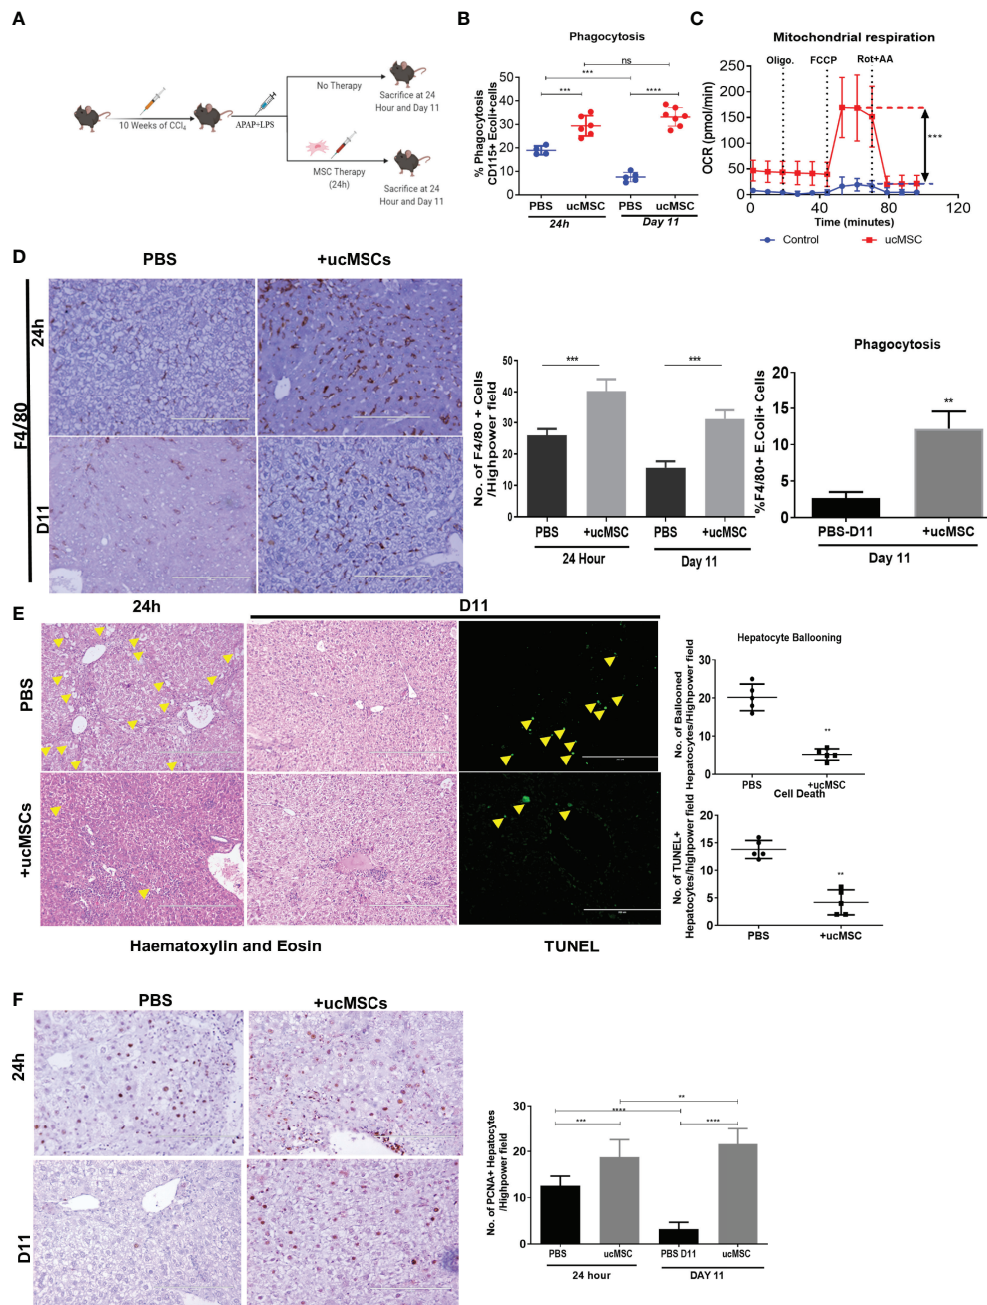 A
10 Weeks of CCl4
APAP+LPS
No Therapy
Sacrifice at 24
Hour and Day 11
MSC Therapy
(24h)
Sacrifice at 24
Hour and Day 11
B
Phagocytosis
% Phagocytosis
CD115+ Ecoli+cells
50
40
30
20
10
0
ns
***
***
****
PBS
ucMSC
PBS
ucMSC
24h
Day 11
C
Mitochondrial respiration
Oligo.
FCCP
Rot+AA
OCR (pmol/min)
250
200
150
100
50
0
***
0
40
80
120
Time (minutes)
Control
ucMSC
D
PBS
+ucMSCs
F4/80
24h
D11
No. of F4/80 + Cells
/Highpower field
50
40
30
20
10
0
***
***
PBS
+ucMSC
PBS
+ucMSC
24 Hour
Day 11
Phagocytosis
%F4/80+ E.Coli+ Cells
20
15
10
5
0
**
PBS-D11
+ucMSC
Day 11
E
24h
D11
PBS
+ucMSCs
Haematoxylin and Eosin
TUNEL
Hepatocyte Ballooning
No. of Ballooned
Hepatocytes/Highpower field
30
20
10
0
**
PBS
+ucMSC
Cell Death
No. of TUNEL+
Hepatocytes/highpower field
20
15
10
5
0
**
PBS
+ucMSC
F
PBS
+ucMSCs
24h
D11
No. of PCNA+ Hepatocytes
/Highpower field
30
20
10
0
**
****
***
****
PBS
ucMSC
PBS D11
ucMSC
24 hour
DAY 11